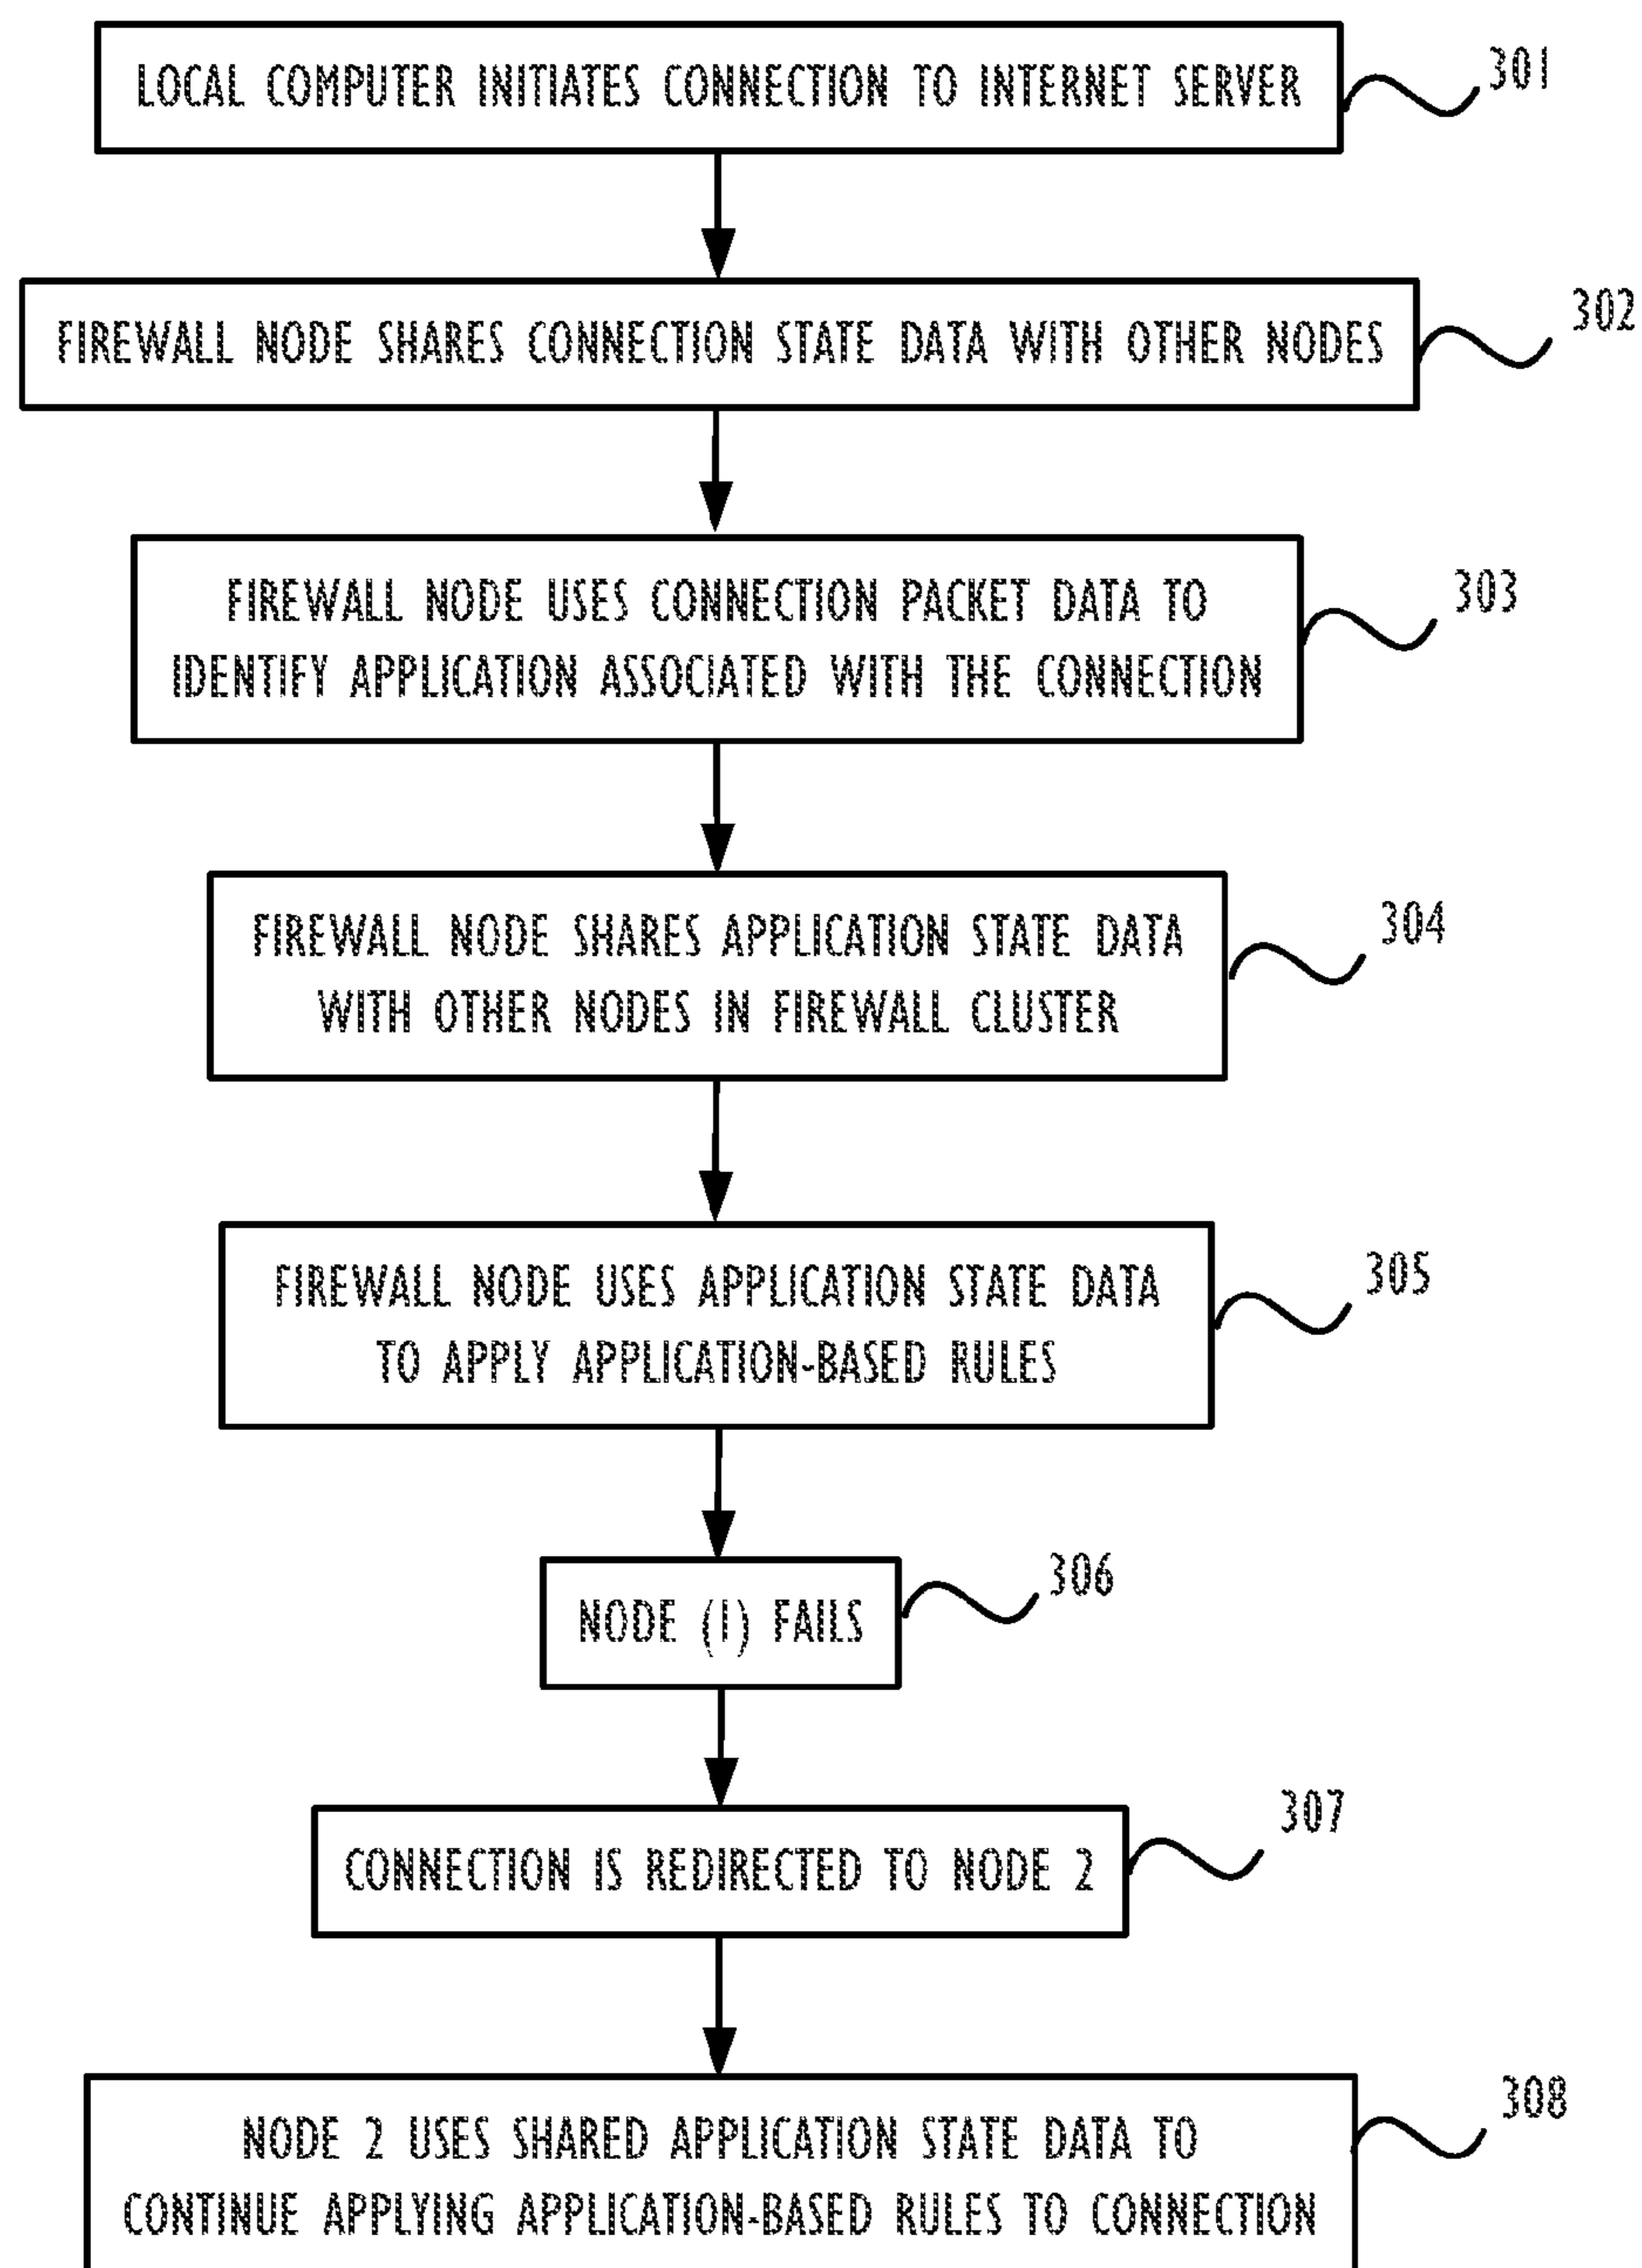 LOCAL COMPUTER INITIATES CONNECTION TO INTERNET SERVER
301
FIREWALL NODE SHARES CONNECTION STATE DATA WITH OTHER NODES
302
FIREWALL NODE USES CONNECTION PACKET DATA TO
IDENTIFY APPLICATION ASSOCIATED WITH THE CONNECTION
303
FIREWALL NODE SHARES APPLICATION STATE DATA
WITH OTHER NODES IN FIREWALL CLUSTER
304
FIREWALL NODE USES APPLICATION STATE DATA
TO APPLY APPLICATION-BASED RULES
305
NODE (1) FAILS
306
CONNECTION IS REDIRECTED TO NODE 2
307
NODE 2 USES SHARED APPLICATION STATE DATA TO
CONTINUE APPLYING APPLICATION-BASED RULES TO CONNECTION
308